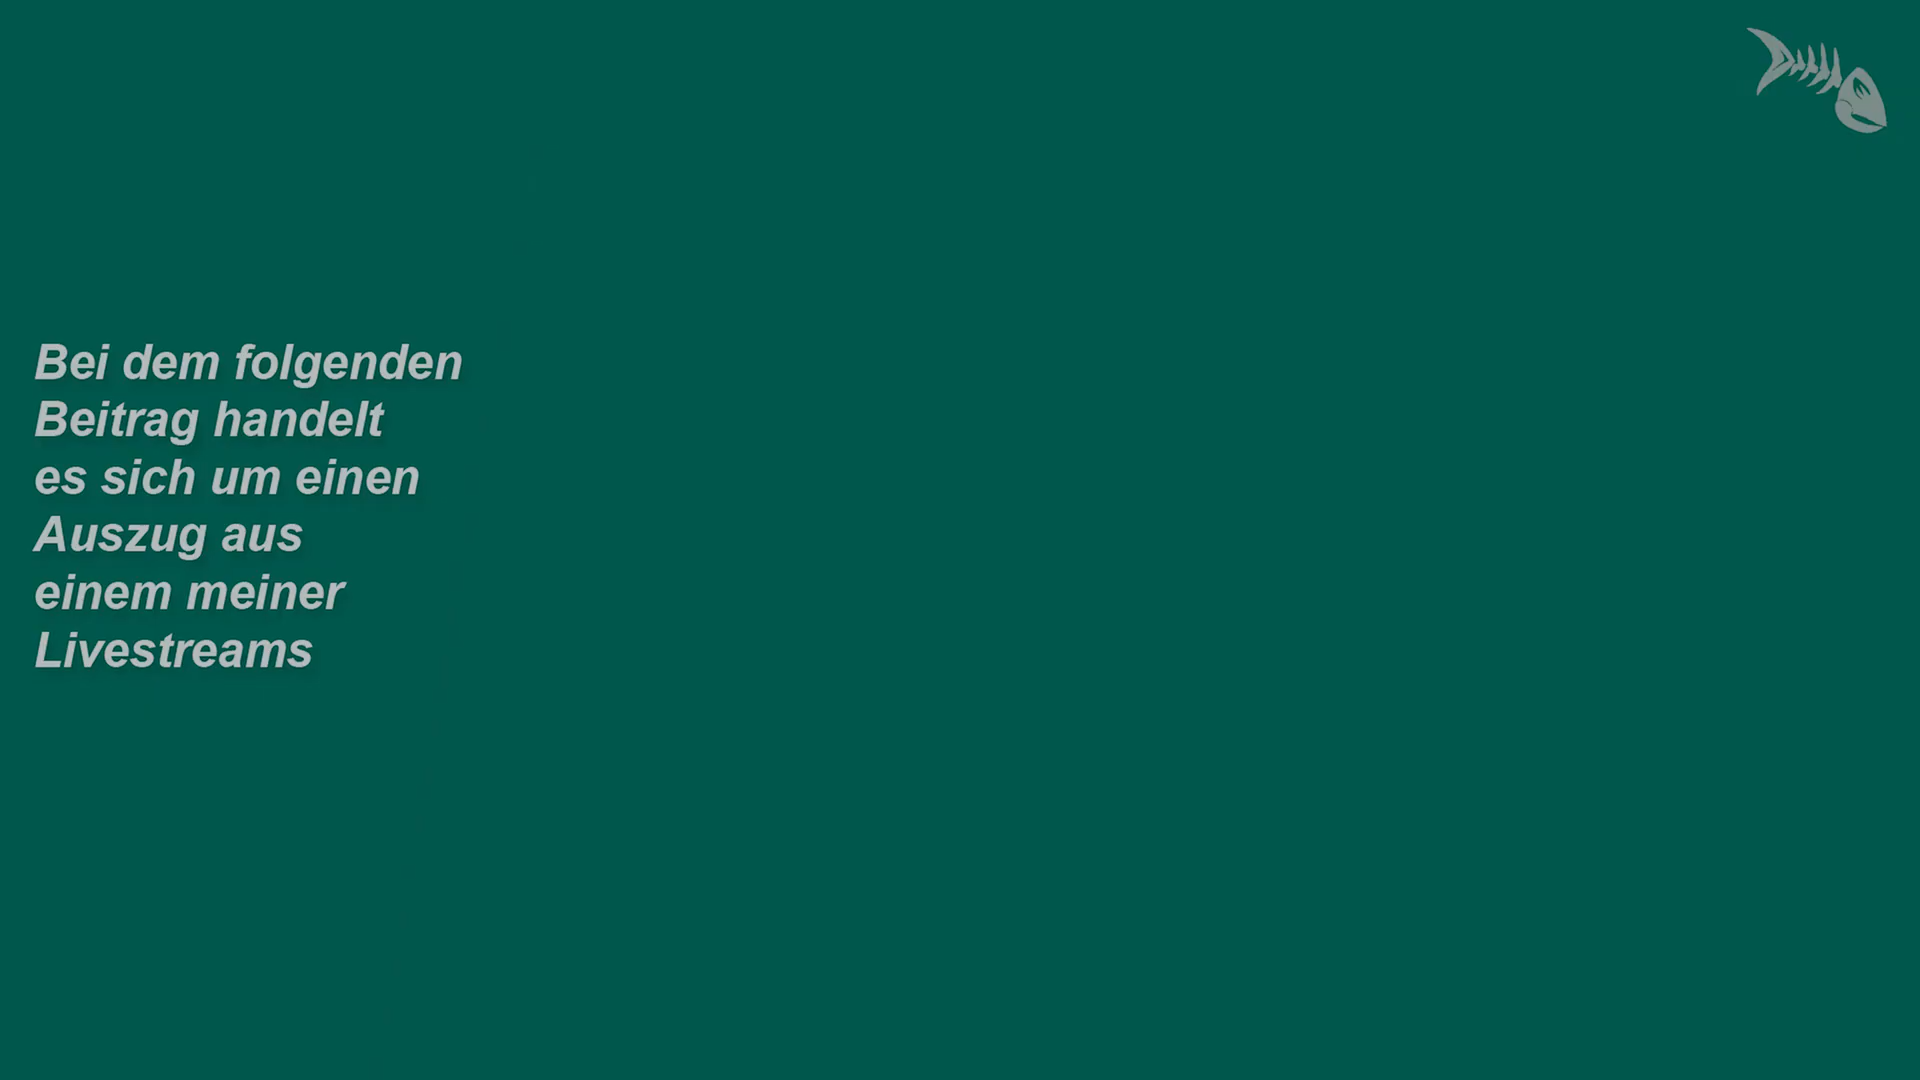 Bei dem folgenden
Beitrag handelt
es sich um einen
Auszug aus
einem meiner
Livestreams